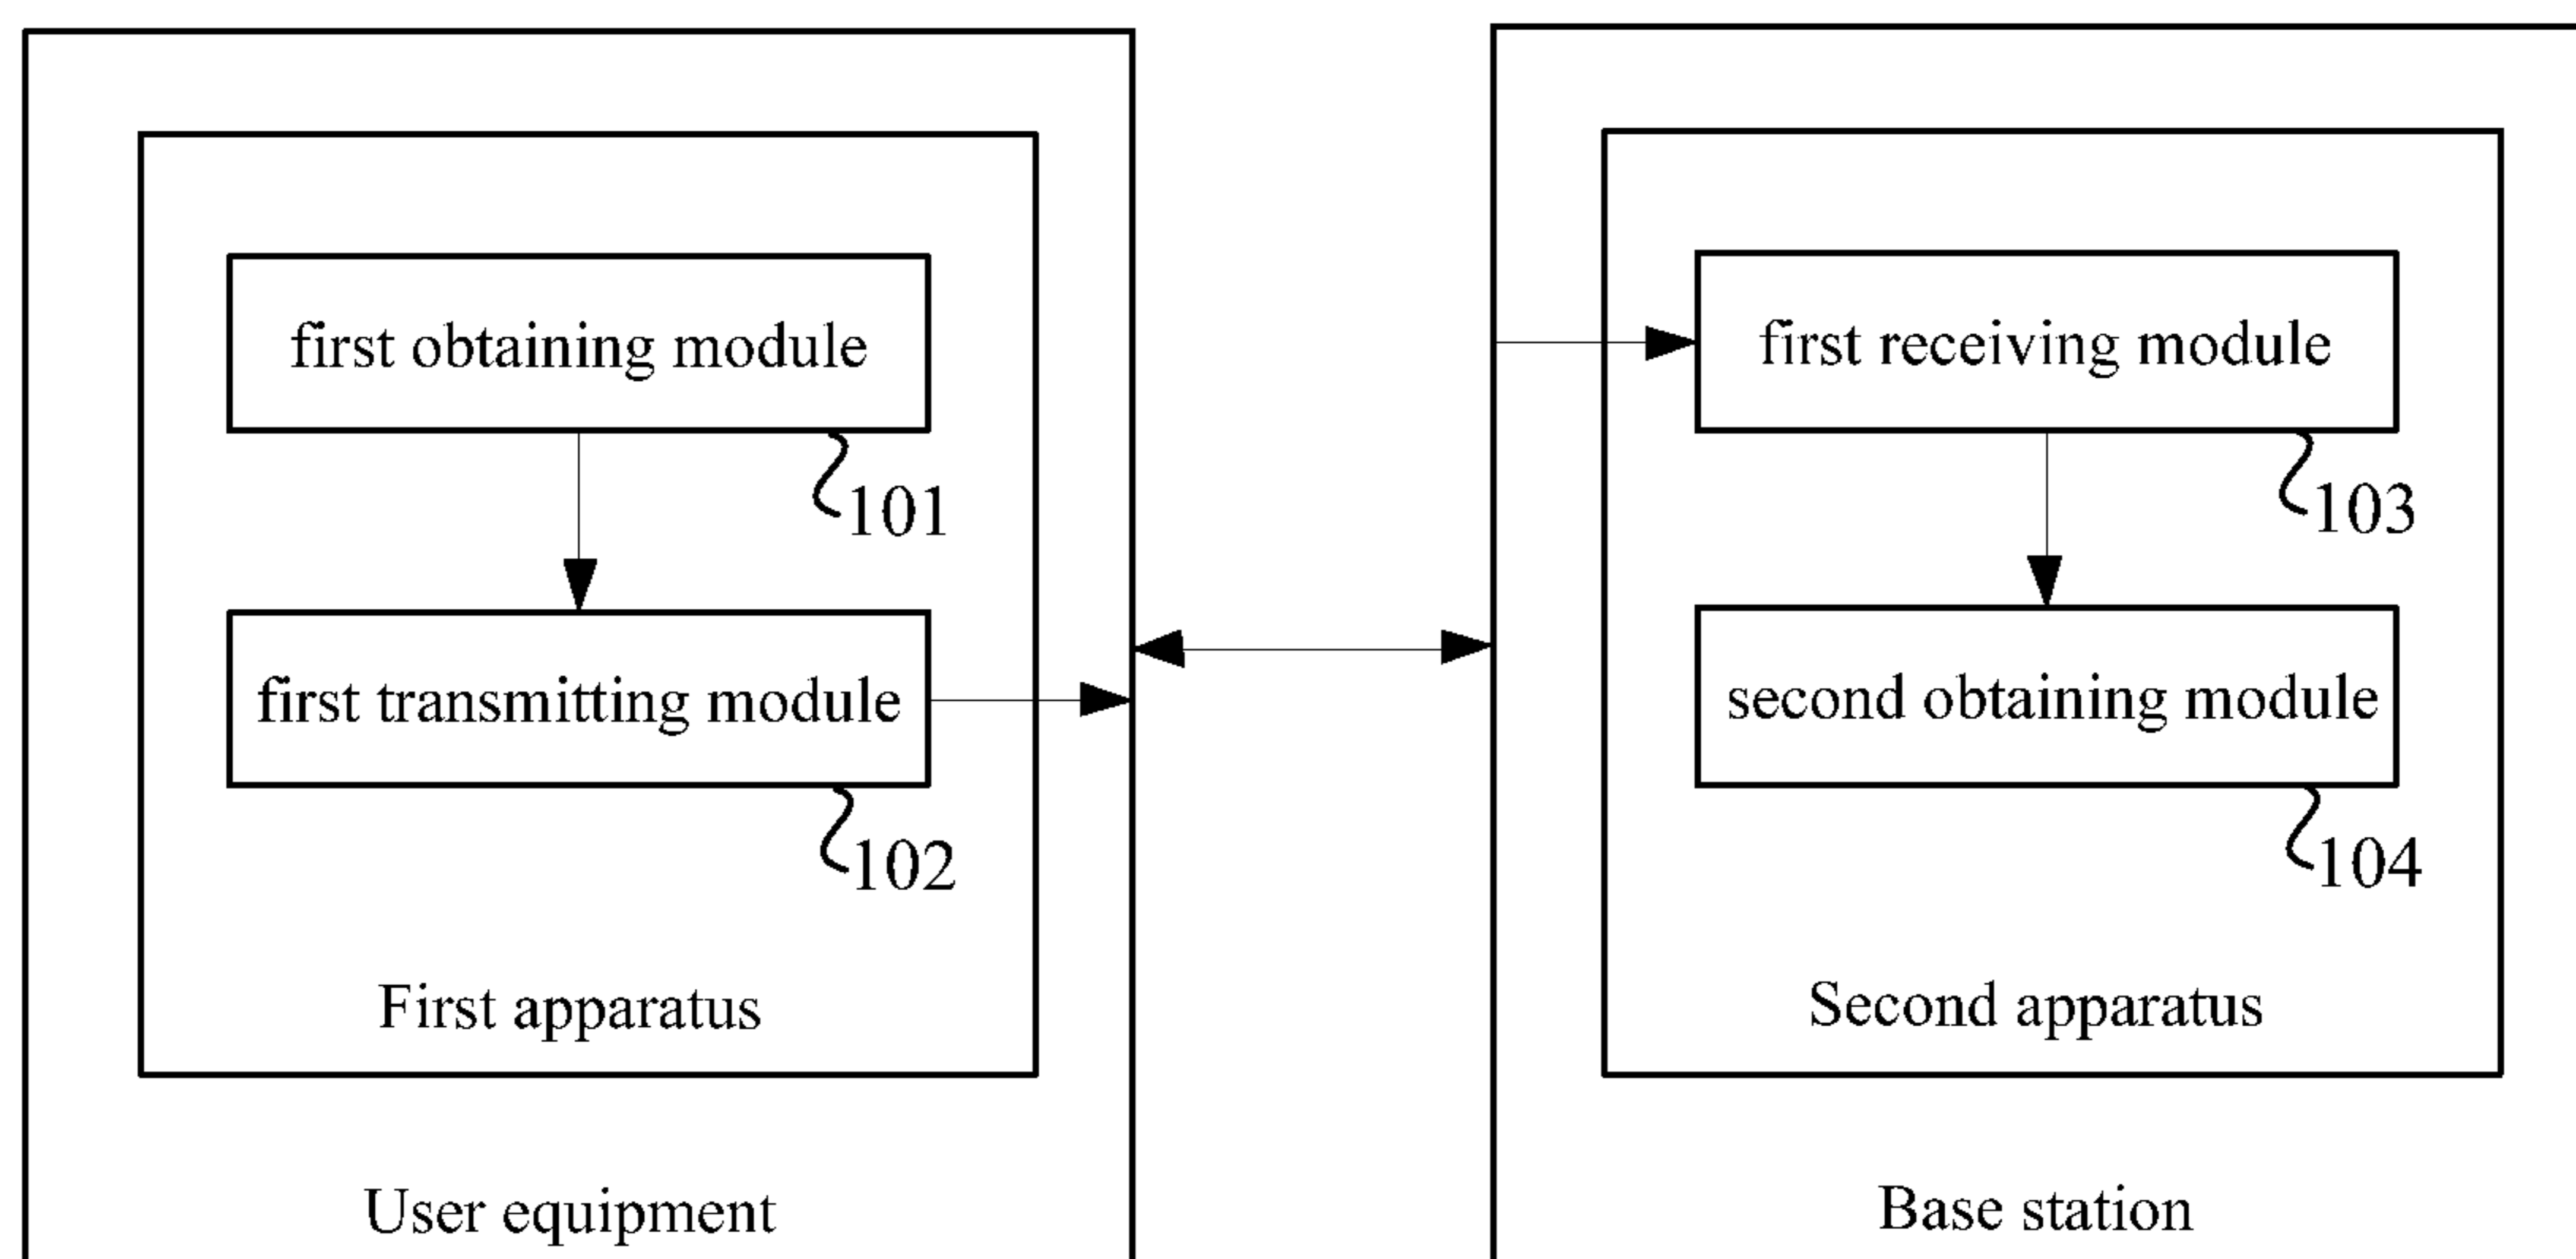 first obtaining module
101
first transmitting module
102
First apparatus
User equipment
first receiving module
103
second obtaining module
104
Second apparatus
Base station